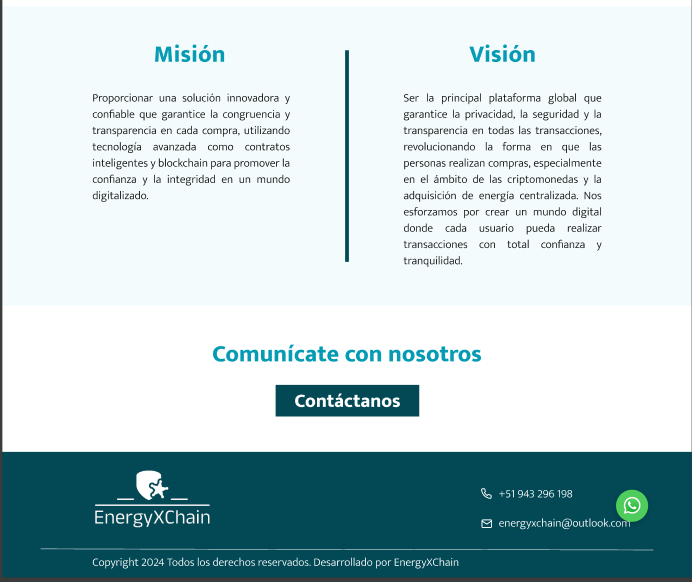 Misión
Proporcionar una solución innovadora y
confiable que garantice la congruencia y
transparencia en cada compra, utilizando
tecnología avanzada como contratos
inteligentes y blockchain para promover la
confianza y la integridad en un mundo
digitalizado.
Visión
Ser la principal plataforma global que
garantice la privacidad, la seguridad y la
transparencia en todas las transacciones,
revolucionando la forma en que las
personas realizan compras, especialmente
en el ámbito de las criptomonedas y la
adquisición de energía centralizada. Nos
esforzamos por crear un mundo digital
donde cada usuario pueda realizar
transacciones con total confianza y
tranquilidad.
Comunícate con nosotros
Contáctanos
EnergyXChain
+51 943 296 198
energyxchain@outlook.com
Copyright 2024 Todos los derechos reservados. Desarrollado por EnergyXChain